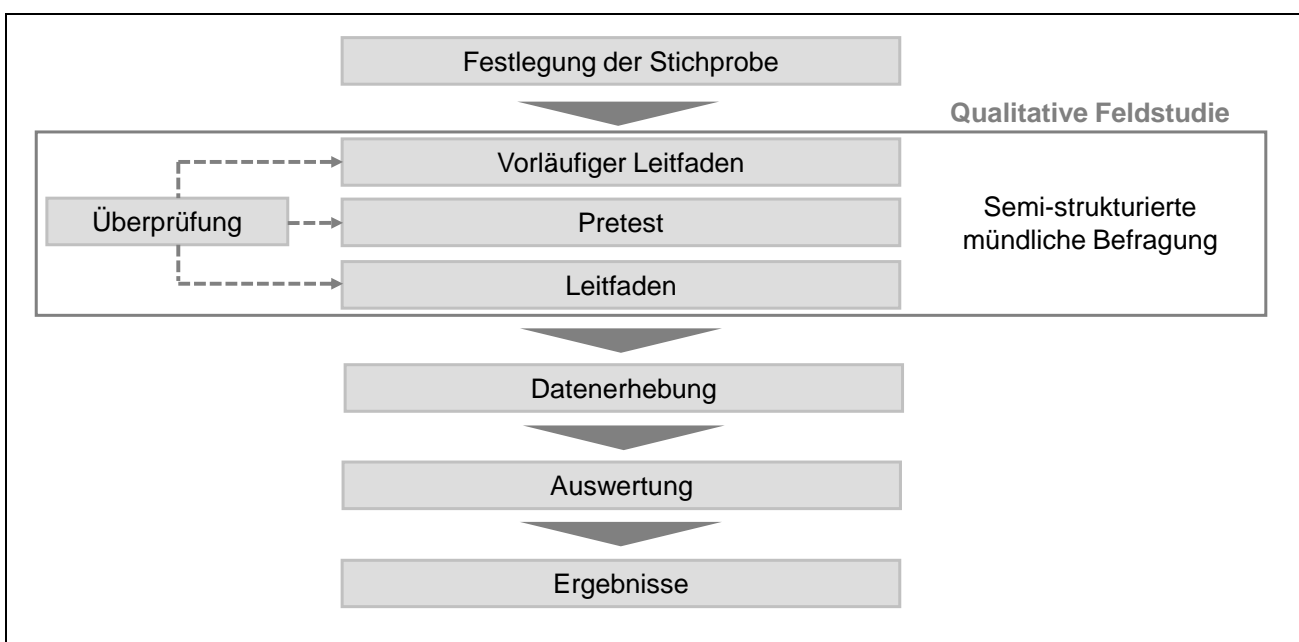 Festlegung der Stichprobe
Qualitative Feldstudie
Vorläufiger Leitfaden
Überprüfung
Pretest
Semi-strukturierte
mündliche Befragung
Leitfaden
Datenerhebung
Auswertung
Ergebnisse